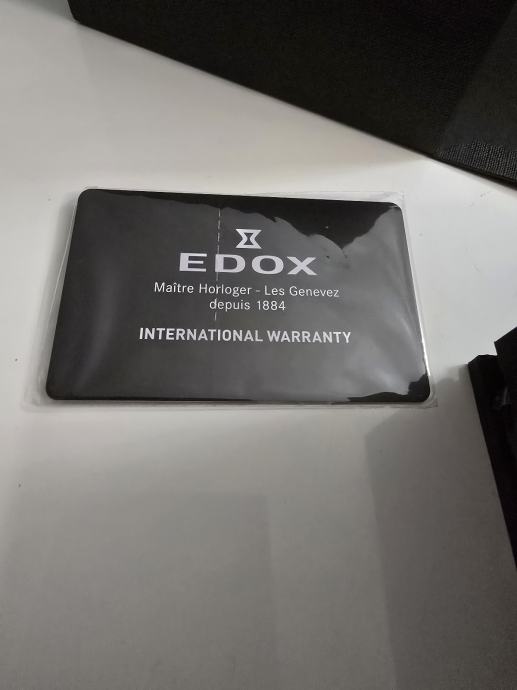 EDOX
Maître Horloger - Les Genevez
depuis 1884
INTERNATIONAL WARRANTY